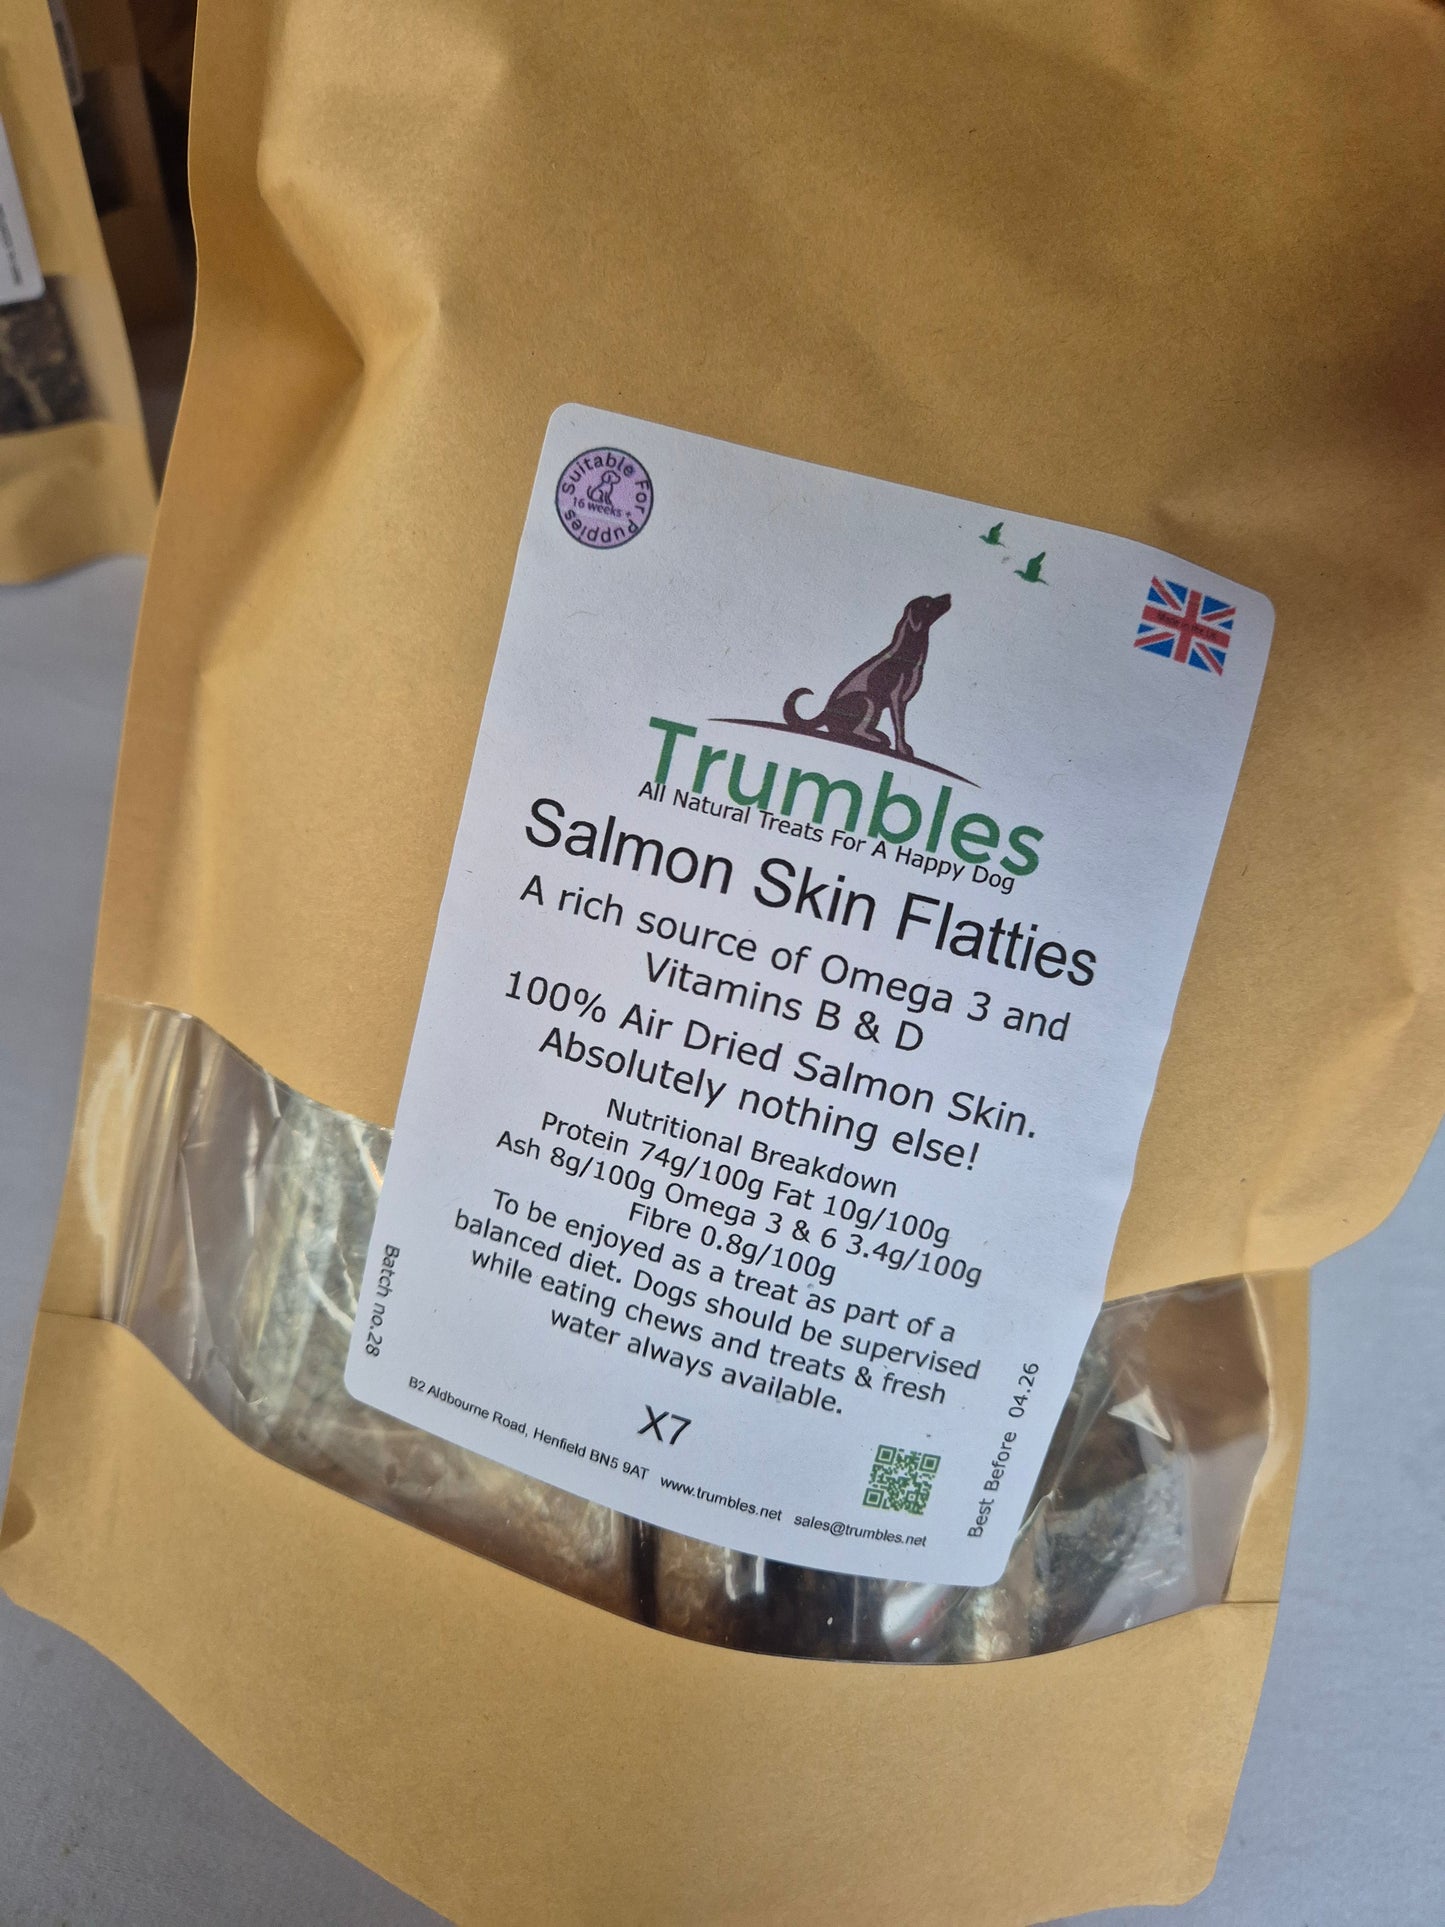 Suitable For Puppies
16 weeks +
Made in the UK
Trumbles
All Natural Treats For A Happy Dog
Salmon Skin Flatties
A rich source of Omega 3 and
Vitamins B & D
100% Air Dried Salmon Skin.
Absolutely nothing else!
Nutritional Breakdown
Protein 74g/100g Fat 10g/100g
Ash 8g/100g Omega 3 & 6 3.4g/100g
Fibre 0.8g/100g
To be enjoyed as a treat as part of a
balanced diet. Dogs should be supervised
while eating chews and treats & fresh
water always available.
X7
Batch no.28
Best Before 04.26
B2 Aldbourne Road, Henfield BN5 9AT www.trumbles.net sales@trumbles.net